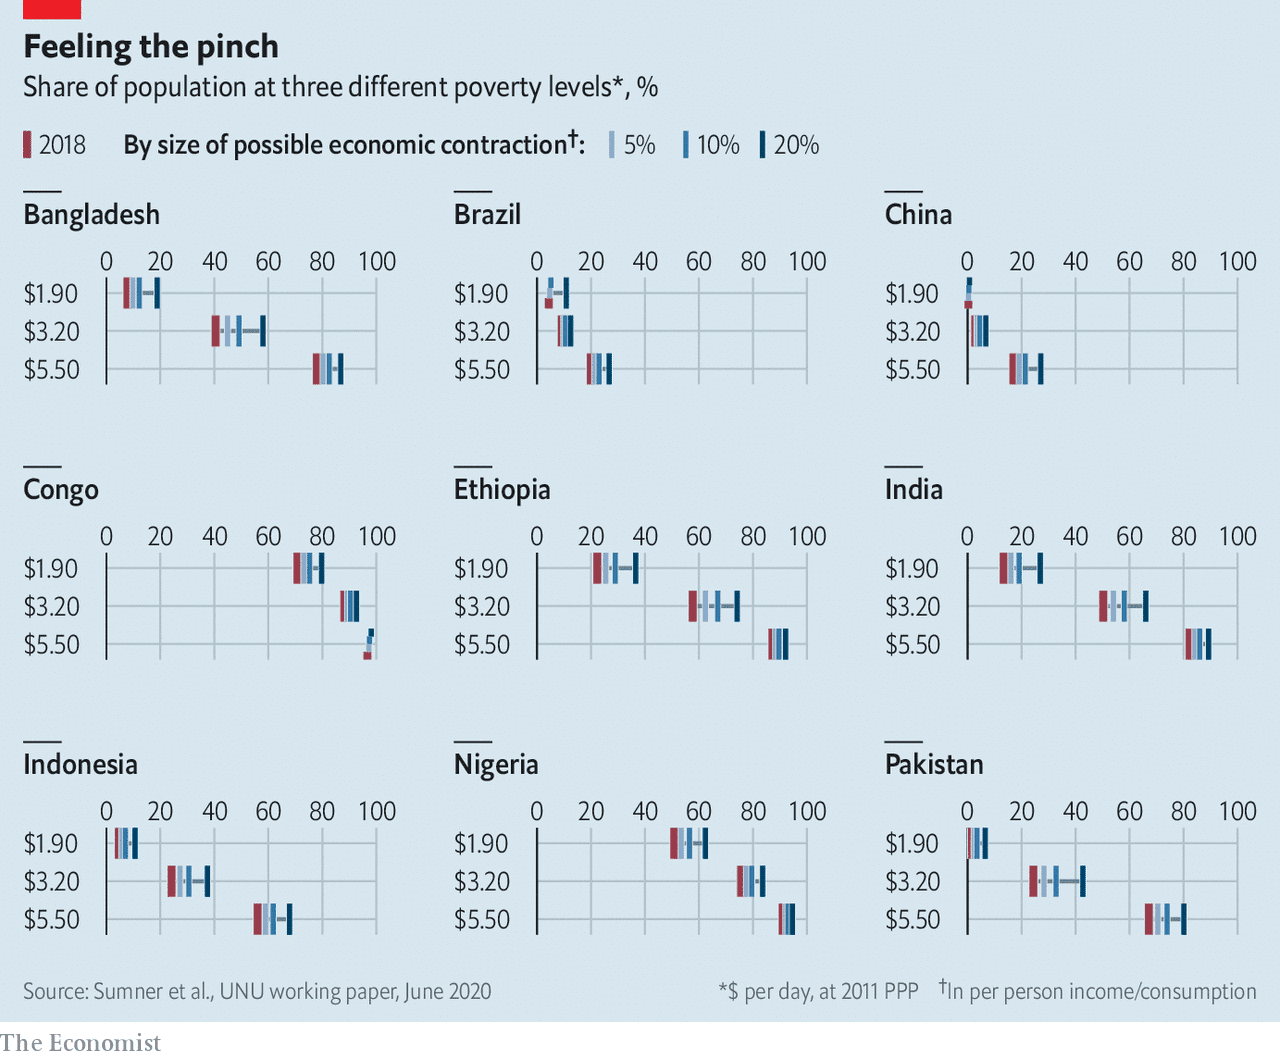 Feeling the pinch
Share of population at three different poverty levels*, %
2018 By size of possible economic contraction†: 5% 10% 20%
Bangladesh
0 20 40 60 80 100
$1.90
$3.20
$5.50
Brazil
0 20 40 60 80 100
$1.90
$3.20
$5.50
China
0 20 40 60 80 100
$1.90
$3.20
$5.50
Congo
0 20 40 60 80 100
$1.90
$3.20
$5.50
Ethiopia
0 20 40 60 80 100
$1.90
$3.20
$5.50
India
0 20 40 60 80 100
$1.90
$3.20
$5.50
Indonesia
0 20 40 60 80 100
$1.90
$3.20
$5.50
Nigeria
0 20 40 60 80 100
$1.90
$3.20
$5.50
Pakistan
0 20 40 60 80 100
$1.90
$3.20
$5.50
Source: Sumner et al., UNU working paper, June 2020 *$ per day, at 2011 PPP †In per person income/consumption
The Economist